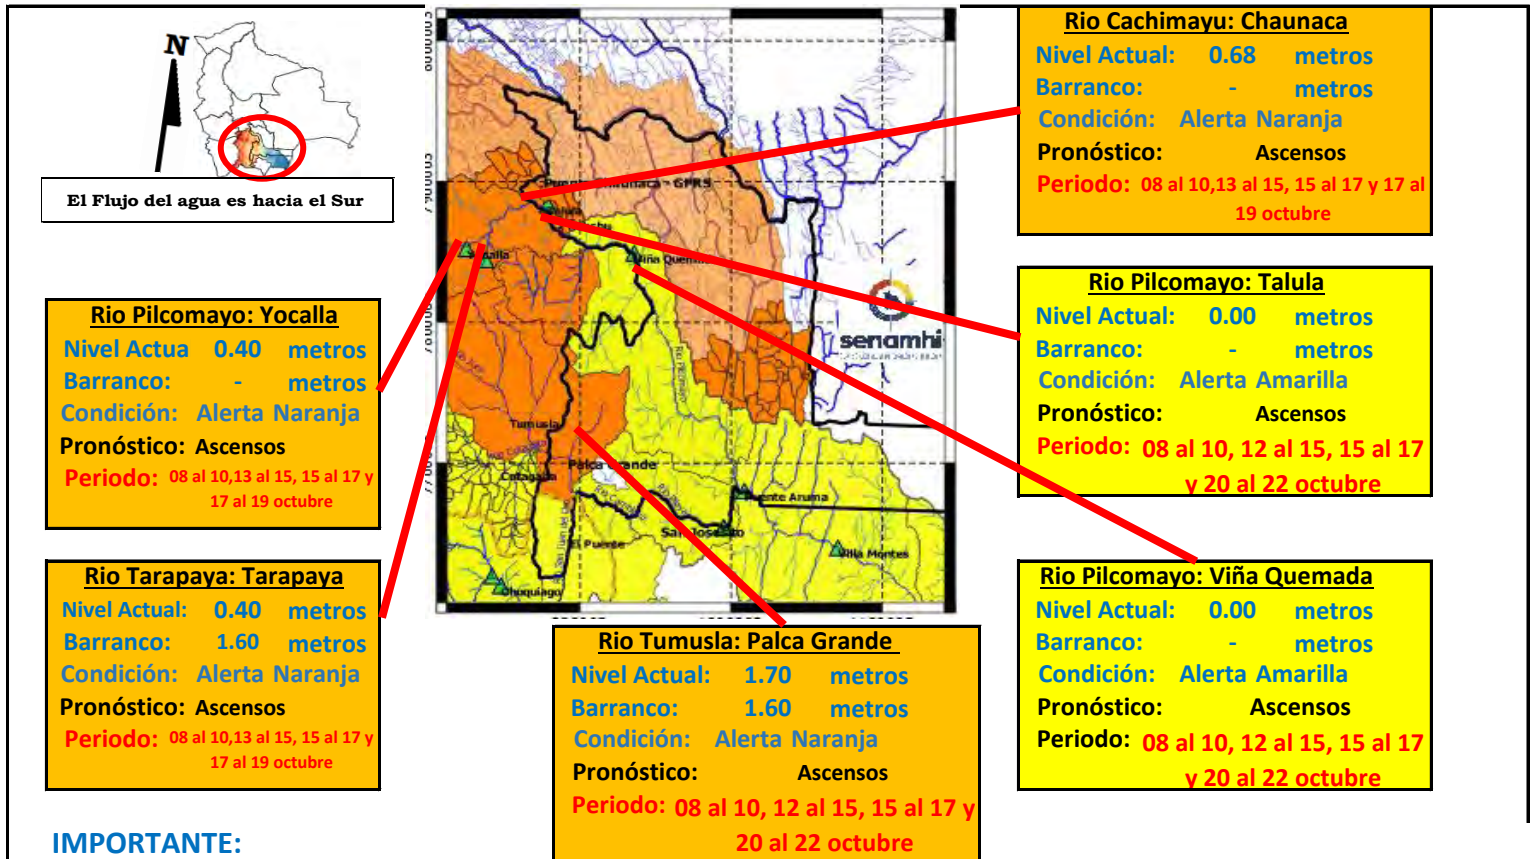 N
El Flujo del agua es hacia el Sur
Rio Pilcomayo: Yocalla
Nivel Actua 0.40 metros
Barranco: - metros
Condición: Alerta Naranja
Pronóstico: Ascensos
Periodo: 08 al 10,13 al 15, 15 al 17 y
17 al 19 octubre
Rio Tarapaya: Tarapaya
Nivel Actual: 0.40 metros
Barranco: 1.60 metros
Condición: Alerta Naranja
Pronóstico: Ascensos
Periodo: 08 al 10,13 al 15, 15 al 17 y
17 al 19 octubre
IMPORTANTE:
senamhi
Tumusla
Palca Grande
Cotagaita
El Puente
Villa Montes
Chuquiago
Rio Tumusla: Palca Grande
Nivel Actual: 1.70 metros
Barranco: 1.60 metros
Condición: Alerta Naranja
Pronóstico: Ascensos
Periodo: 08 al 10, 12 al 15, 15 al 17 y
20 al 22 octubre
Rio Cachimayu: Chaunaca
Nivel Actual: 0.68 metros
Barranco: - metros
Condición: Alerta Naranja
Pronóstico: Ascensos
Periodo: 08 al 10,13 al 15, 15 al 17 y 17 al
19 octubre
Rio Pilcomayo: Talula
Nivel Actual: 0.00 metros
Barranco: - metros
Condición: Alerta Amarilla
Pronóstico: Ascensos
Periodo: 08 al 10, 12 al 15, 15 al 17
y 20 al 22 octubre
Rio Pilcomayo: Viña Quemada
Nivel Actual: 0.00 metros
Barranco: - metros
Condición: Alerta Amarilla
Pronóstico: Ascensos
Periodo: 08 al 10, 12 al 15, 15 al 17
y 20 al 22 octubre